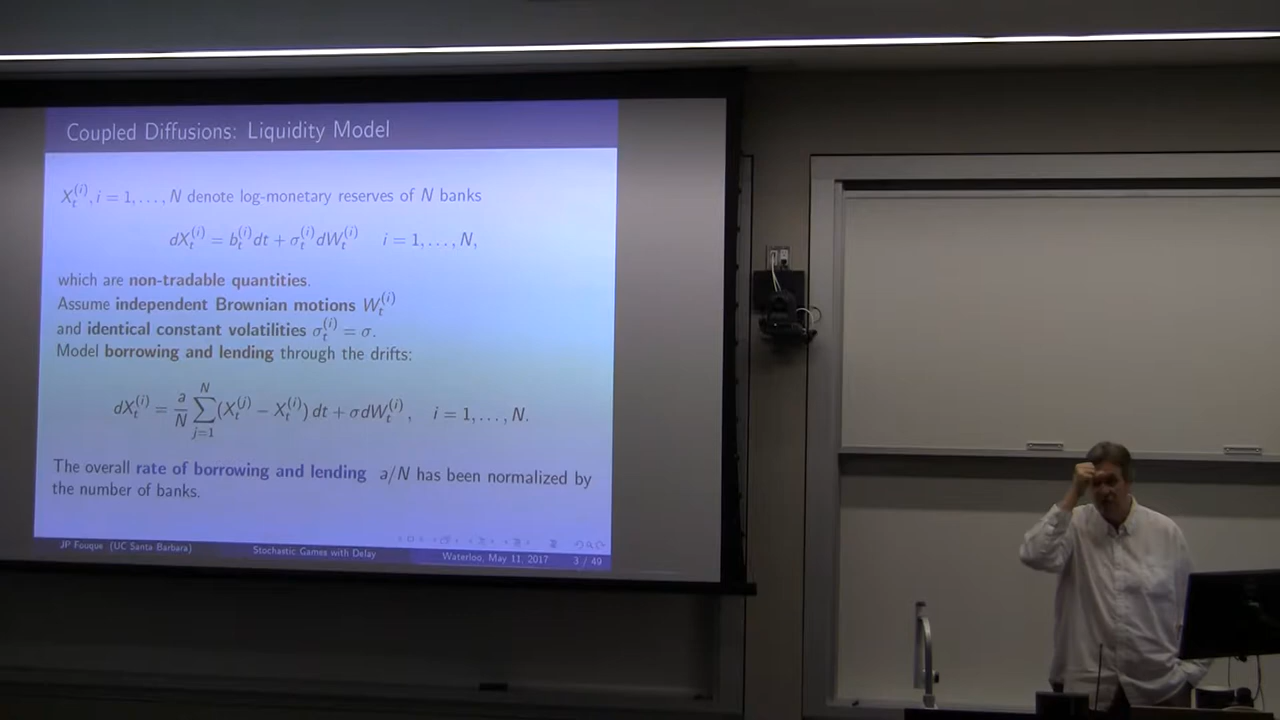 Coupled Diffusions: Liquidity Model
X_t^{(i)}, i = 1, . . . , N denote log-monetary reserves of N banks
dX_t^{(i)} = b_t^{(i)} dt + σ_t^{(i)} dW_t^{(i)}   i = 1, . . . , N,
which are non-tradable quantities.
Assume independent Brownian motions W_t^{(i)}
and identical constant volatilities σ_t^{(i)} = σ.
Model borrowing and lending through the drifts:
dX_t^{(i)} = \frac{a}{N} \sum_{j=1}^{N} (X_t^{(j)} − X_t^{(i)}) dt + σdW_t^{(i)},   i = 1, . . . , N.
The overall rate of borrowing and lending a/N has been normalized by
the number of banks.
JP Fouque (UC Santa Barbara)   Stochastic Games with Delay   Waterloo, May 11, 2017   3 / 49